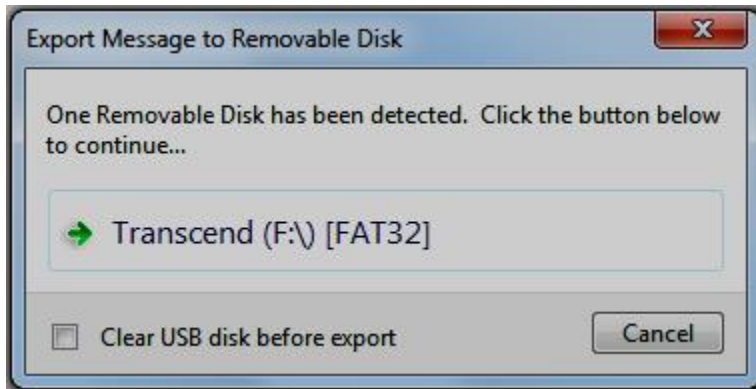 Export Message to Removable Disk
One Removable Disk has been detected.  Click the button below
to continue...
Transcend (F:\) [FAT32]
Clear USB disk before export
Cancel